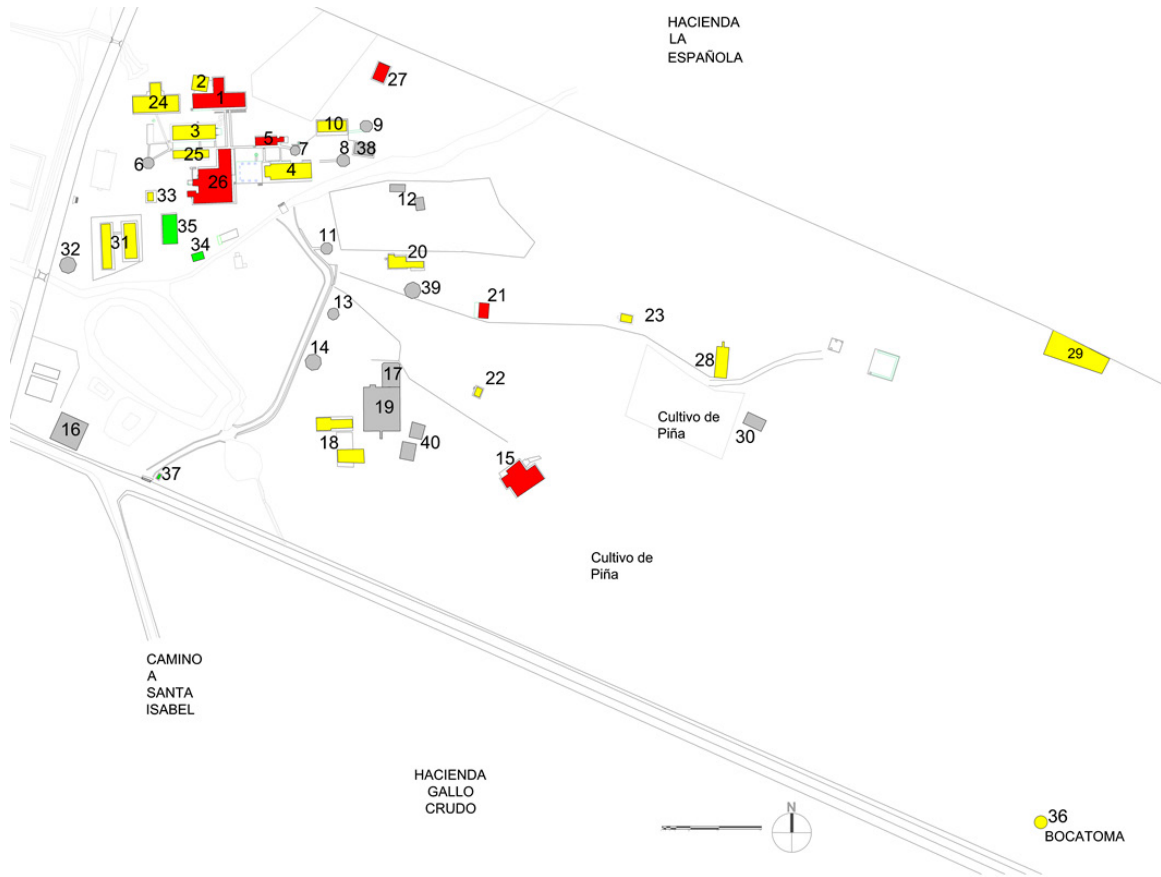 HACIENDA
LA
ESPAÑOLA
27
2
24
1
3
10
9
5
25
7
38
6
8
4
26
33
12
35
31
11
34
20
32
39
21
13
23
14
28
29
17
22
19
Cultivo de
Piña
18
40
30
16
15
37
Cultivo de
Piña
CAMINO
A
SANTA
ISABEL
HACIENDA
GALLO
CRUDO
N
36
BOCATOMA